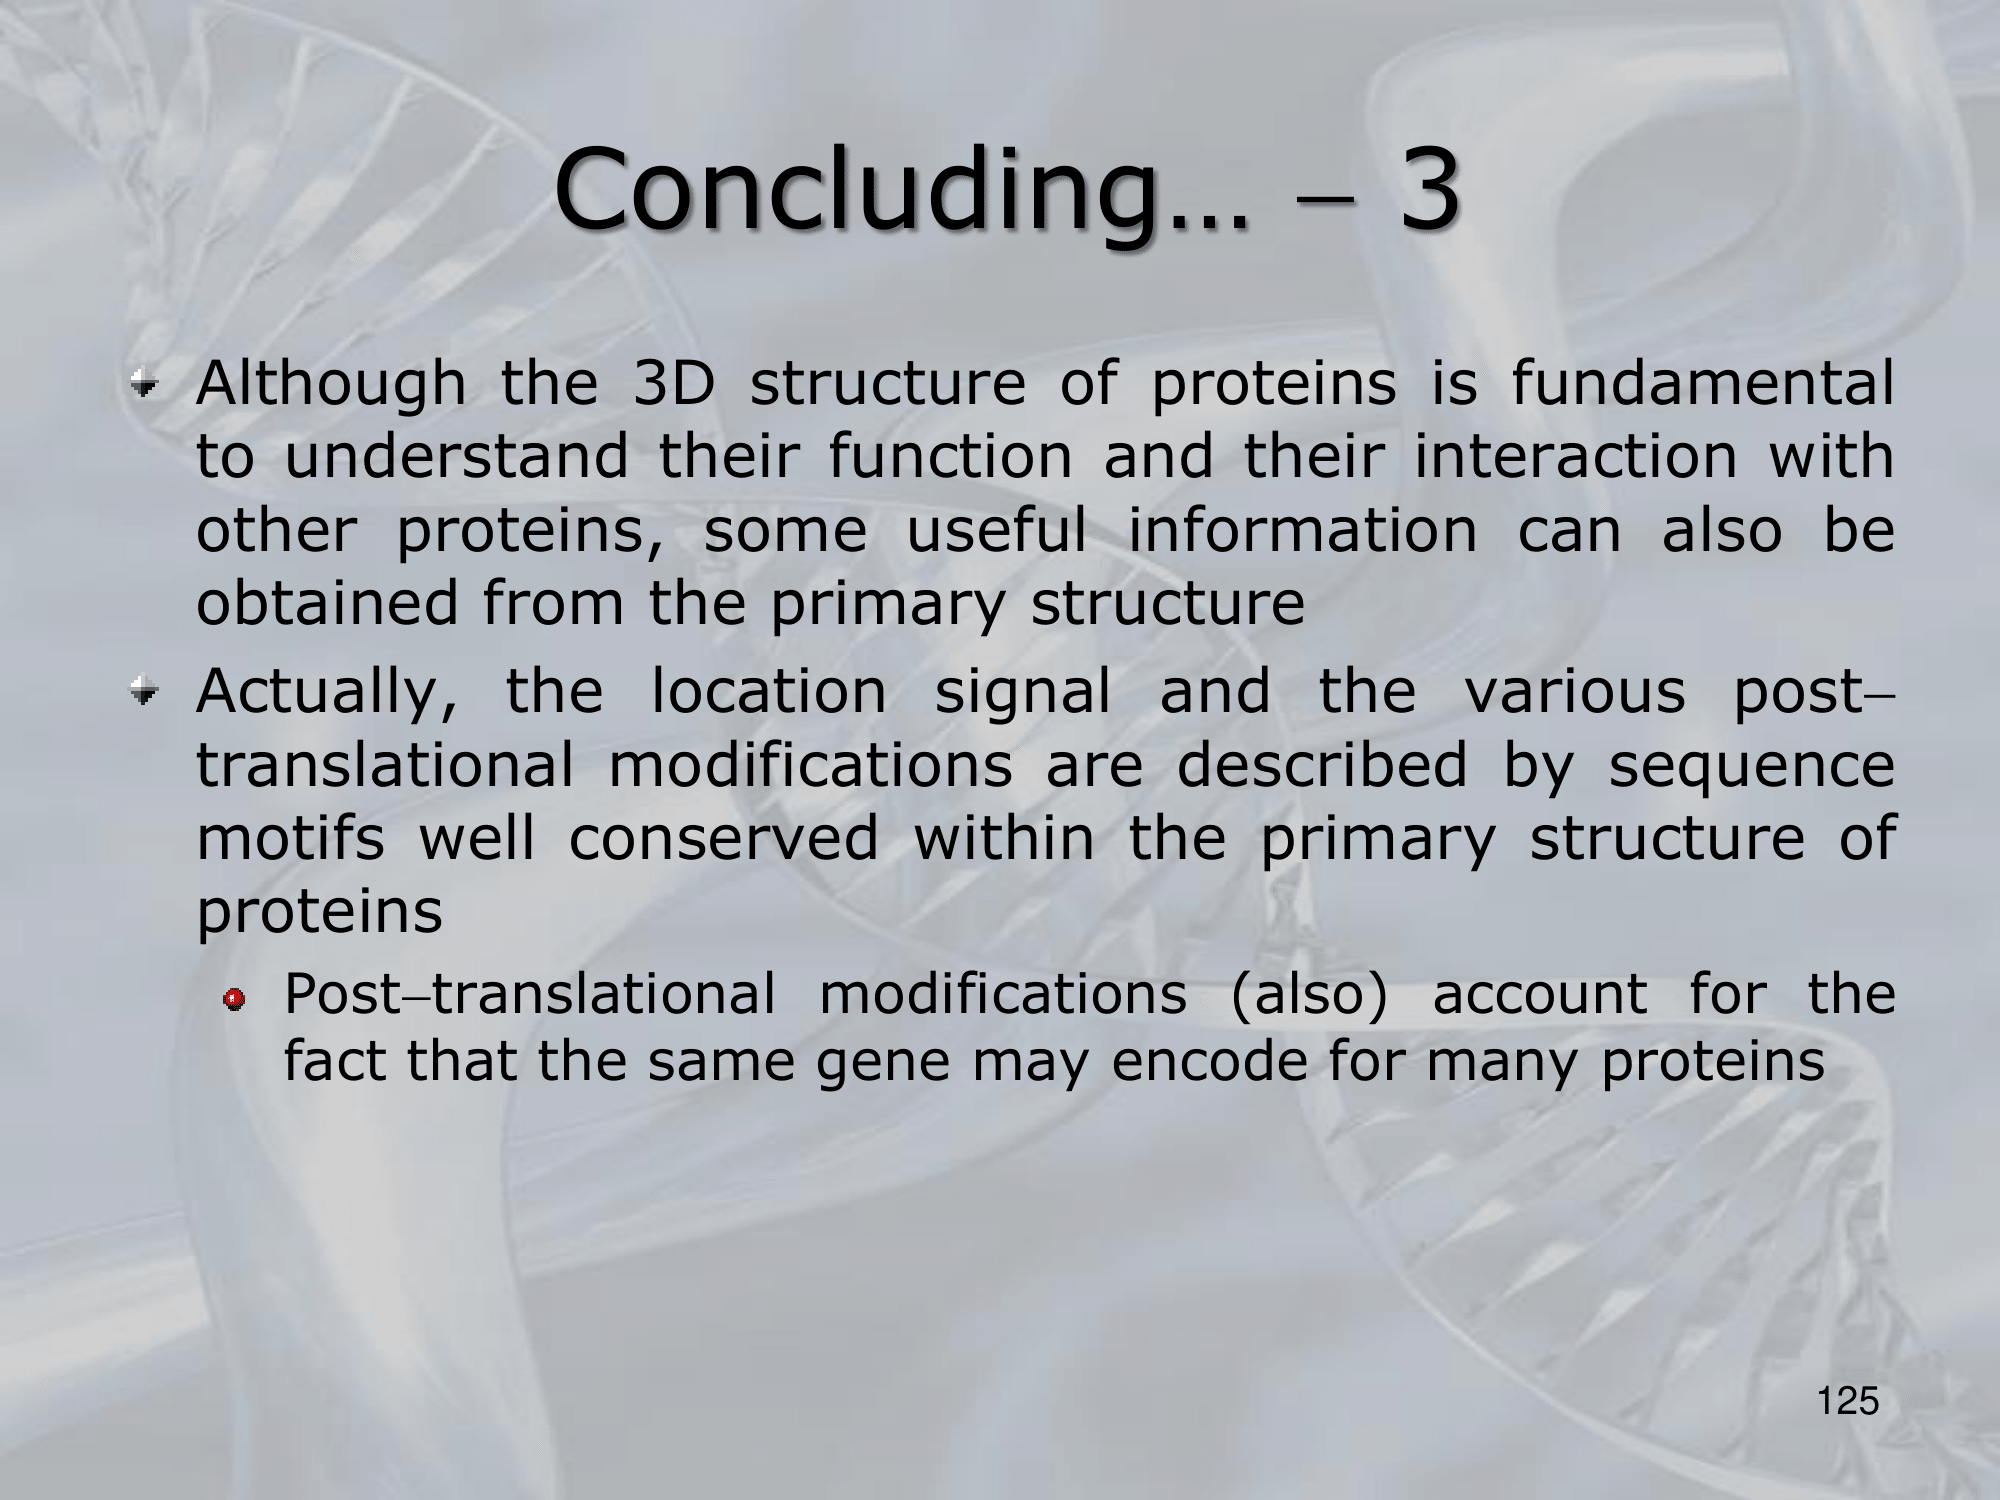 Concluding… – 3
Although the 3D structure of proteins is fundamental
to understand their function and their interaction with
other proteins, some useful information can also be
obtained from the primary structure
Actually, the location signal and the various post–
translational modifications are described by sequence
motifs well conserved within the primary structure of
proteins
Post–translational modifications (also) account for the
fact that the same gene may encode for many proteins
125